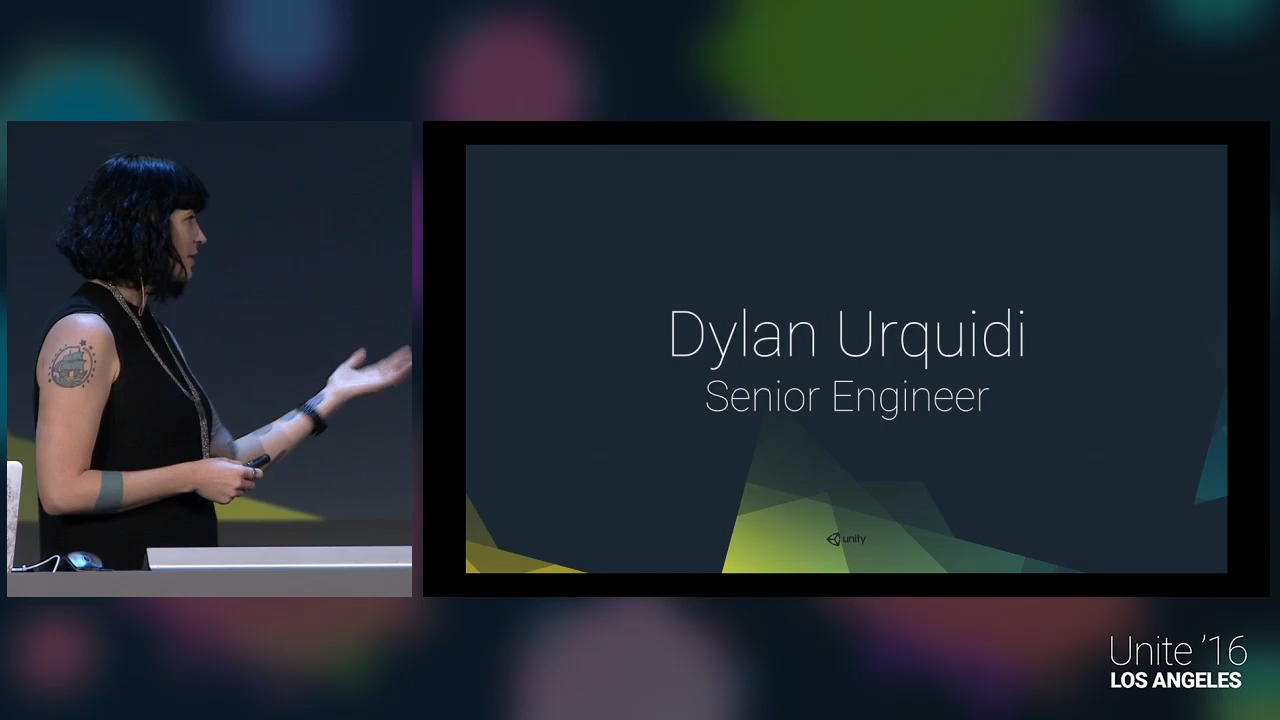 Dylan Urquidi
Senior Engineer
unity
Unite '16
LOS ANGELES